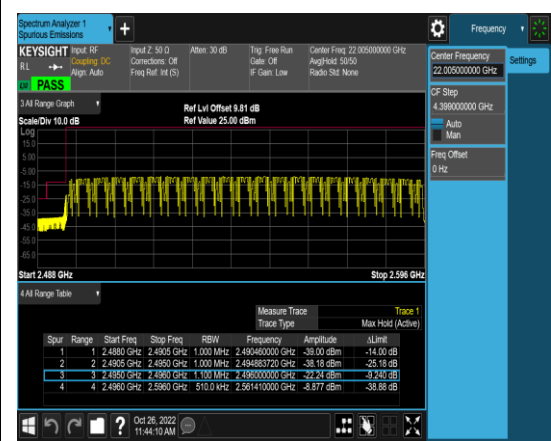 Spectrum Analyzer 1
Spurious Emissions
+
Frequency
KEYSIGHT Input: RF Input Z: 50 Ω Atten: 30 dB Trig: Free Run Center Freq: 22.005000000 GHz
RL Coupling: DC Corrections: Off Gate: Off Avg|Hold: 50/50
Align: Auto Freq Ref: Int (S) IF Gain: Low Radio Std: None
PASS
Center Frequency
22.005000000 GHz
Settings
CF Step
4.399000000 GHz
Auto
Man
Freq Offset
0 Hz
3 All Range Graph
Ref Lvl Offset 9.81 dB
Scale/Div 10.0 dB Ref Value 25.00 dBm
Log
15.0
5.00
-5.00
-15.0
-25.0
-35.0
-45.0
-55.0
-65.0
Start 2.488 GHz Stop 2.596 GHz
4 All Range Table
Measure Trace Trace 1
Trace Type Max Hold (Active)
Spur Range Start Freq Stop Freq RBW Frequency Amplitude ΔLimit
1 1 2.4880 GHz 2.4905 GHz 1.000 MHz 2.490460000 GHz -39.00 dBm -14.00 dB
2 2 2.4905 GHz 2.4950 GHz 1.000 MHz 2.494883720 GHz -38.18 dBm -25.18 dB
3 3 2.4950 GHz 2.4960 GHz 1.100 MHz 2.496000000 GHz -22.24 dBm -9.240 dB
4 4 2.4960 GHz 2.5960 GHz 510.0 kHz 2.561410000 GHz -8.877 dBm -38.88 dB
?
Oct 26, 2022
11:44:10 AM